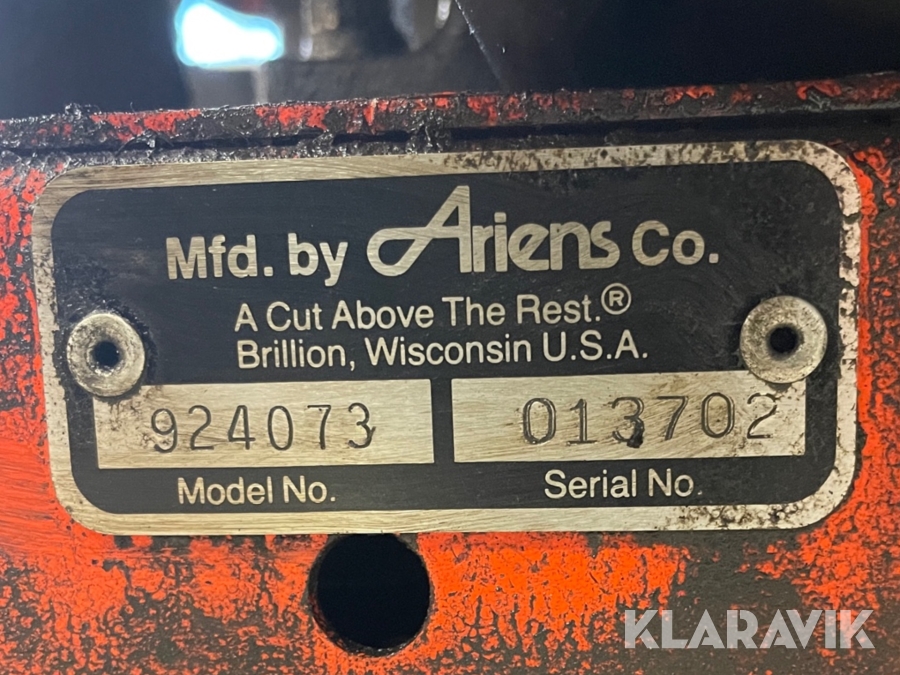 Mfd. by Ariens Co.
A Cut Above The Rest.®
Brillion, Wisconsin U.S.A.
924073 013702
Model No. Serial No.
KLARAVIK